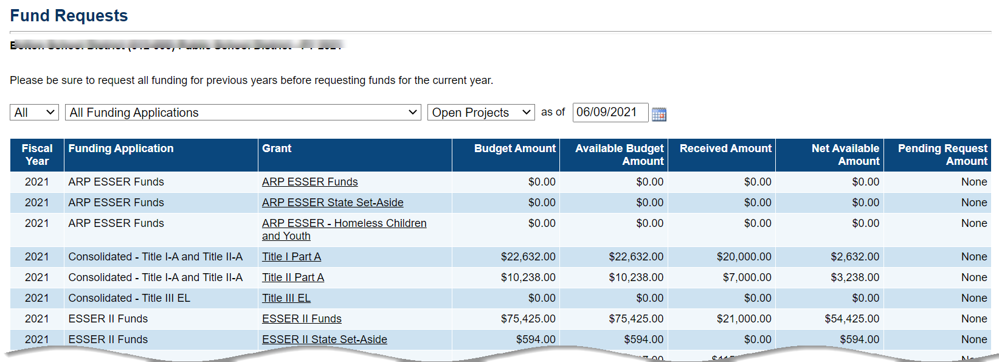 Fund Requests
Please be sure to request all funding for previous years before requesting funds for the current year.
All All Funding Applications Open Projects as of 06/09/2021
Fiscal Year Funding Application Grant Budget Amount Available Budget Amount Received Amount Net Available Amount Pending Request Amount
2021 ARP ESSER Funds ARP ESSER Funds $0.00 $0.00 $0.00 $0.00 None
2021 ARP ESSER Funds ARP ESSER State Set-Aside $0.00 $0.00 $0.00 $0.00 None
2021 ARP ESSER Funds ARP ESSER - Homeless Children and Youth $0.00 $0.00 $0.00 $0.00 None
2021 Consolidated - Title I-A and Title II-A Title I Part A $22,632.00 $22,632.00 $20,000.00 $2,632.00 None
2021 Consolidated - Title I-A and Title II-A Title II Part A $10,238.00 $10,238.00 $7,000.00 $3,238.00 None
2021 Consolidated - Title III EL Title III EL $0.00 $0.00 $0.00 $0.00 None
2021 ESSER II Funds ESSER II Funds $75,425.00 $75,425.00 $21,000.00 $54,425.00 None
2021 ESSER II Funds ESSER II State Set-Aside $594.00 $594.00 $0.00 $594.00 None